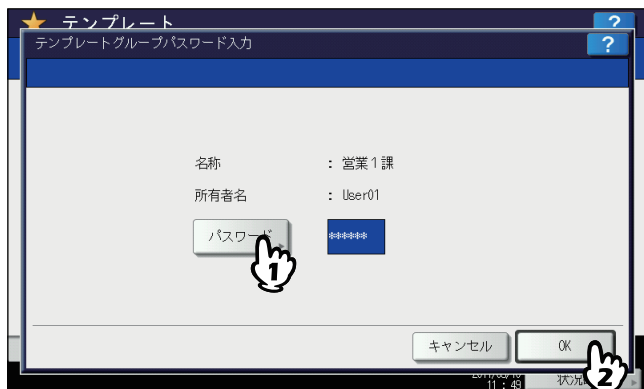 テンプレート
?
テンプレートグループパスワード入力
?
名称 : 営業1課
所有者名 : User01
パスワード ******
1
キャンセル OK
2
11 : 49